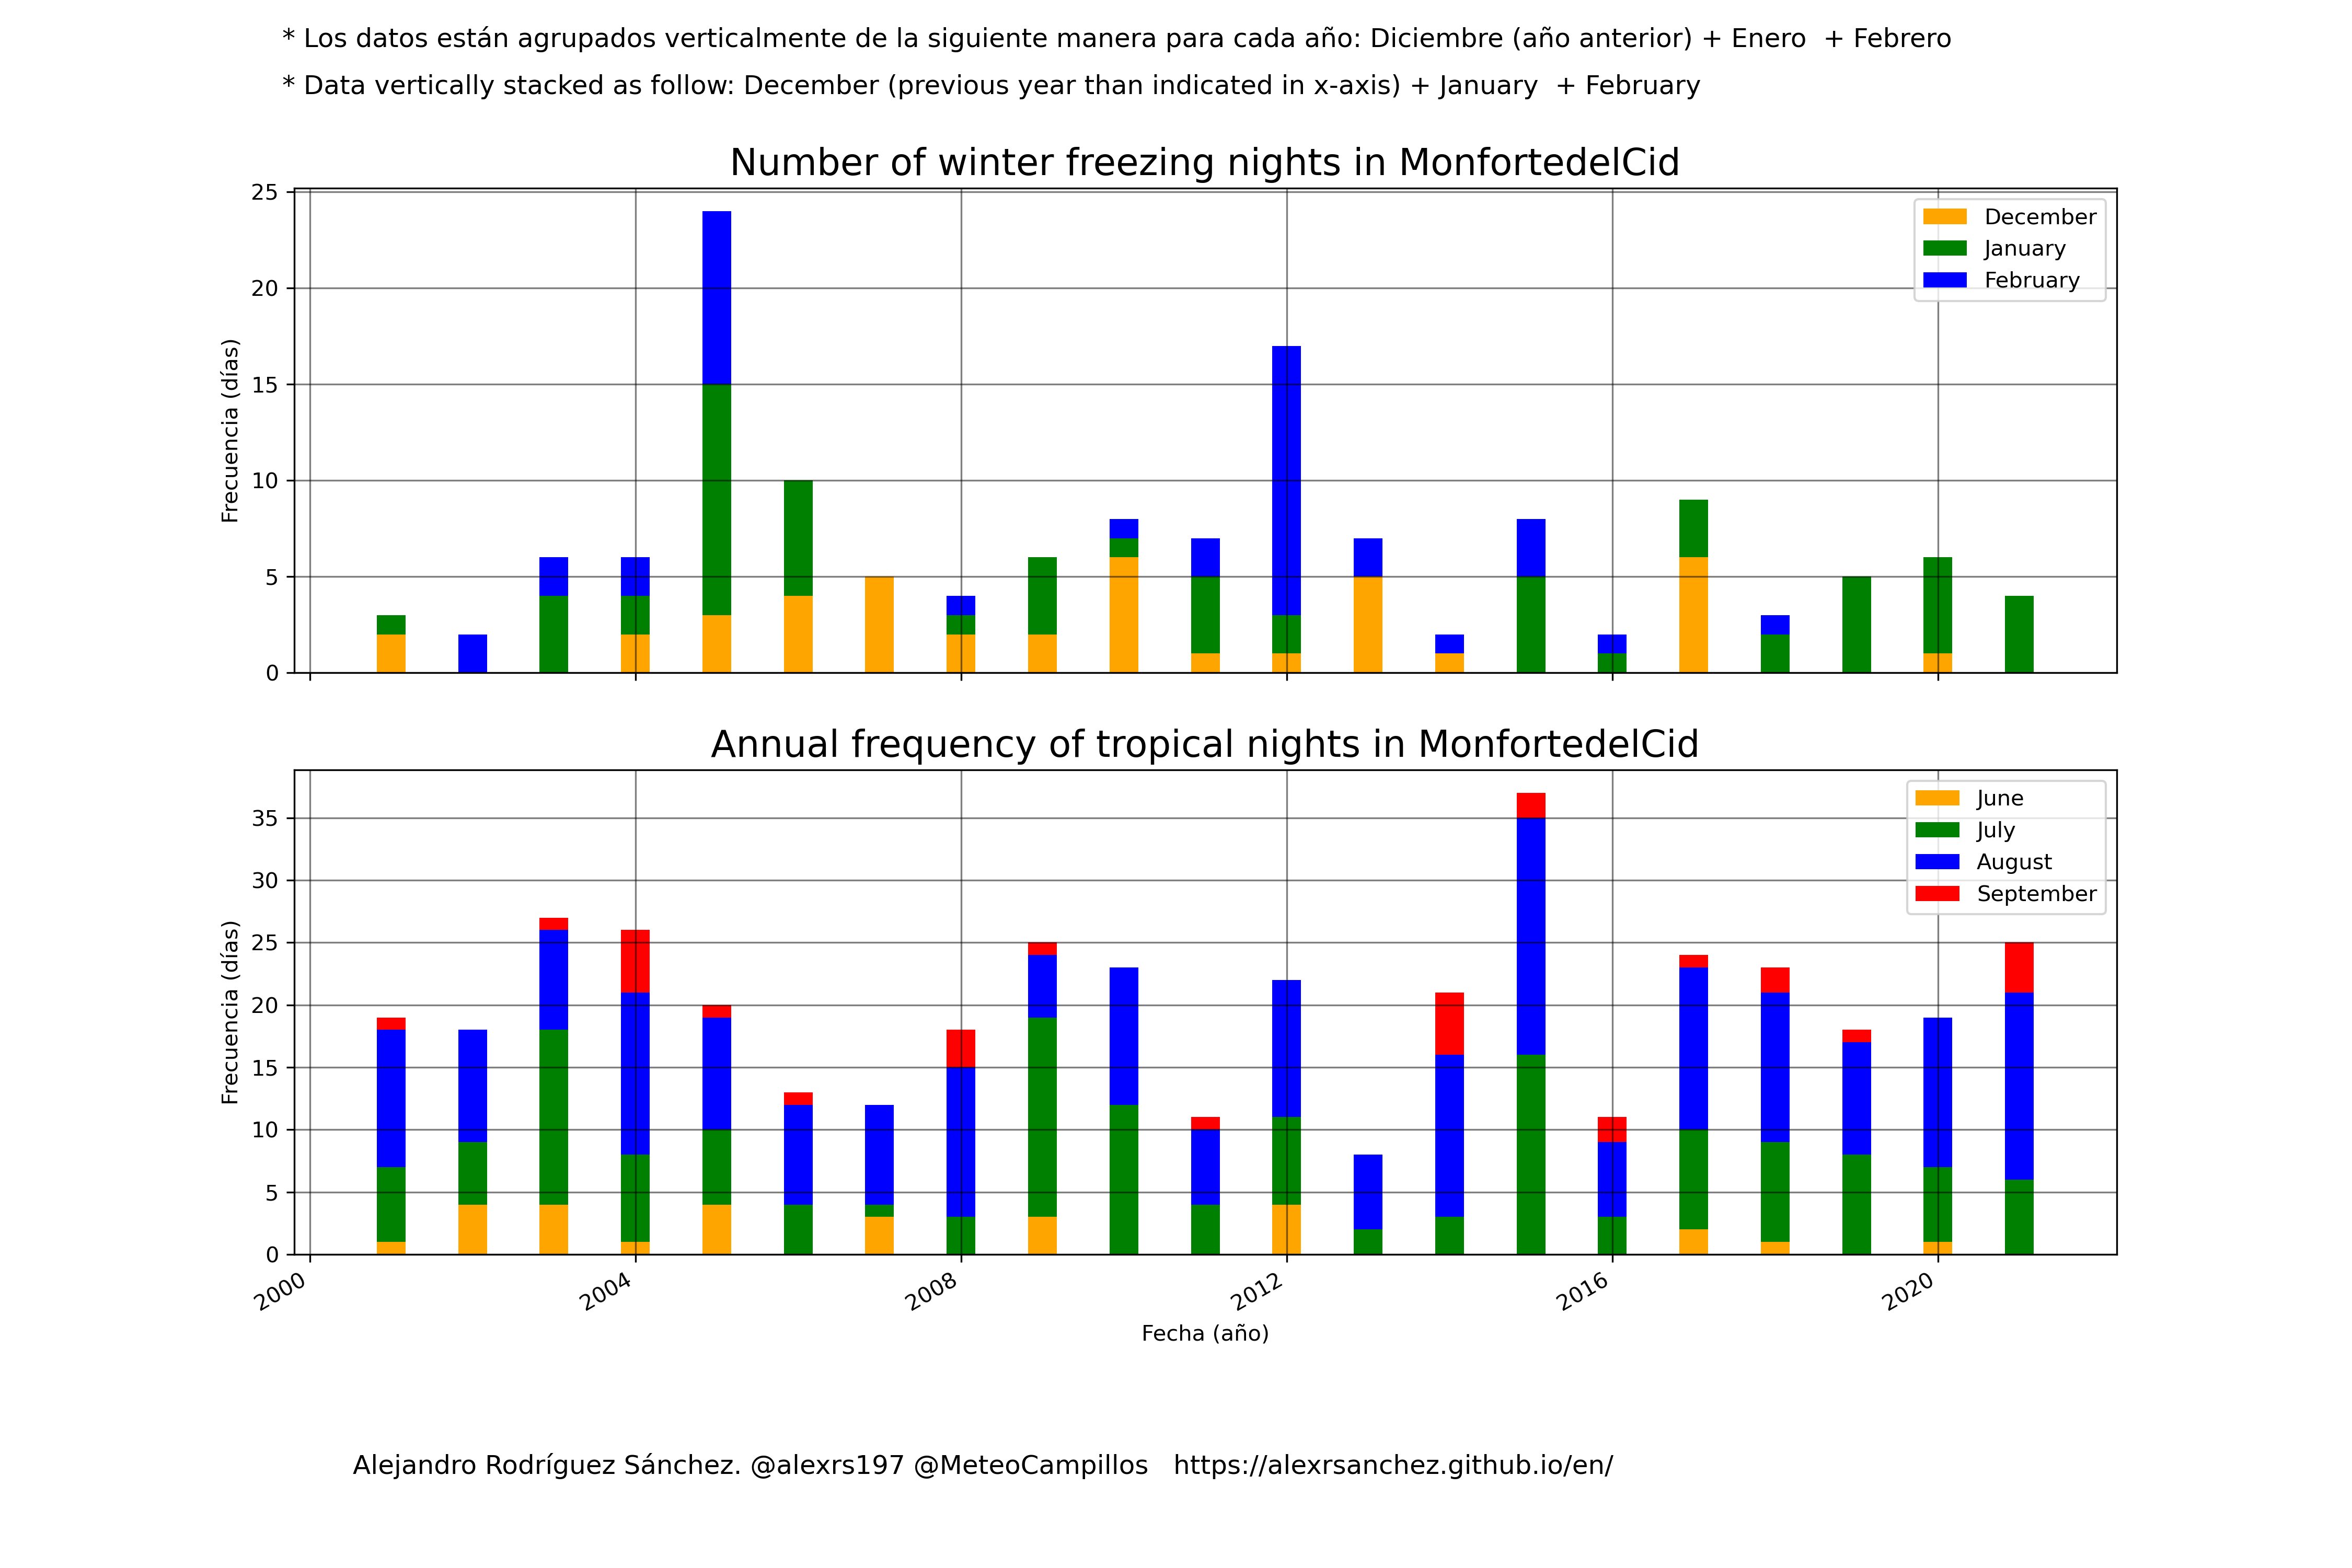 * Los datos están agrupados verticalmente de la siguiente manera para cada año: Diciembre (año anterior) + Enero  + Febrero
* Data vertically stacked as follow: December (previous year than indicated in x-axis) + January  + February
Number of winter freezing nights in MonfortedelCid
25
20
15
10
5
0
Frecuencia (días)
December
January
February
Annual frequency of tropical nights in MonfortedelCid
35
30
25
20
15
10
5
0
Frecuencia (días)
June
July
August
September
2000 2004 2008 2012 2016 2020
Fecha (año)
Alejandro Rodríguez Sánchez. @alexrs197 @MeteoCampillos   https://alexrsanchez.github.io/en/